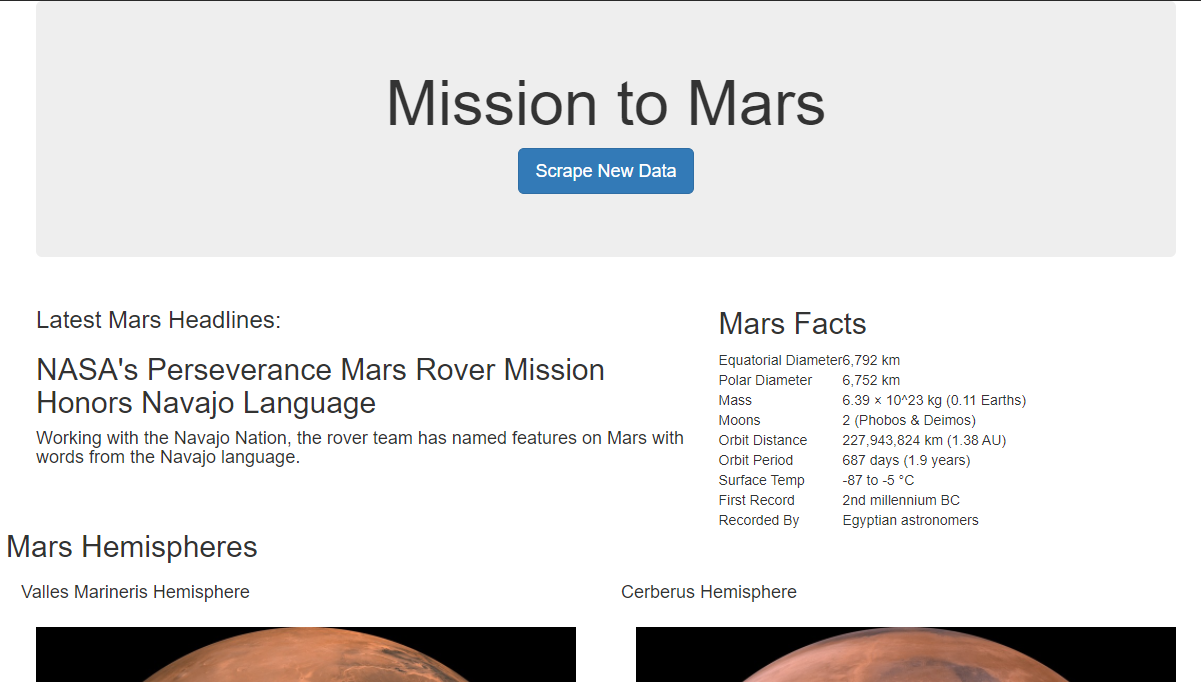 Mission to Mars
Scrape New Data
Latest Mars Headlines:
NASA's Perseverance Mars Rover Mission
Honors Navajo Language
Working with the Navajo Nation, the rover team has named features on Mars with
words from the Navajo language.
Mars Facts
Equatorial Diameter6,792 km
Polar Diameter 6,752 km
Mass 6.39 × 10^23 kg (0.11 Earths)
Moons 2 (Phobos & Deimos)
Orbit Distance 227,943,824 km (1.38 AU)
Orbit Period 687 days (1.9 years)
Surface Temp -87 to -5 °C
First Record 2nd millennium BC
Recorded By Egyptian astronomers
Mars Hemispheres
Valles Marineris Hemisphere
Cerberus Hemisphere